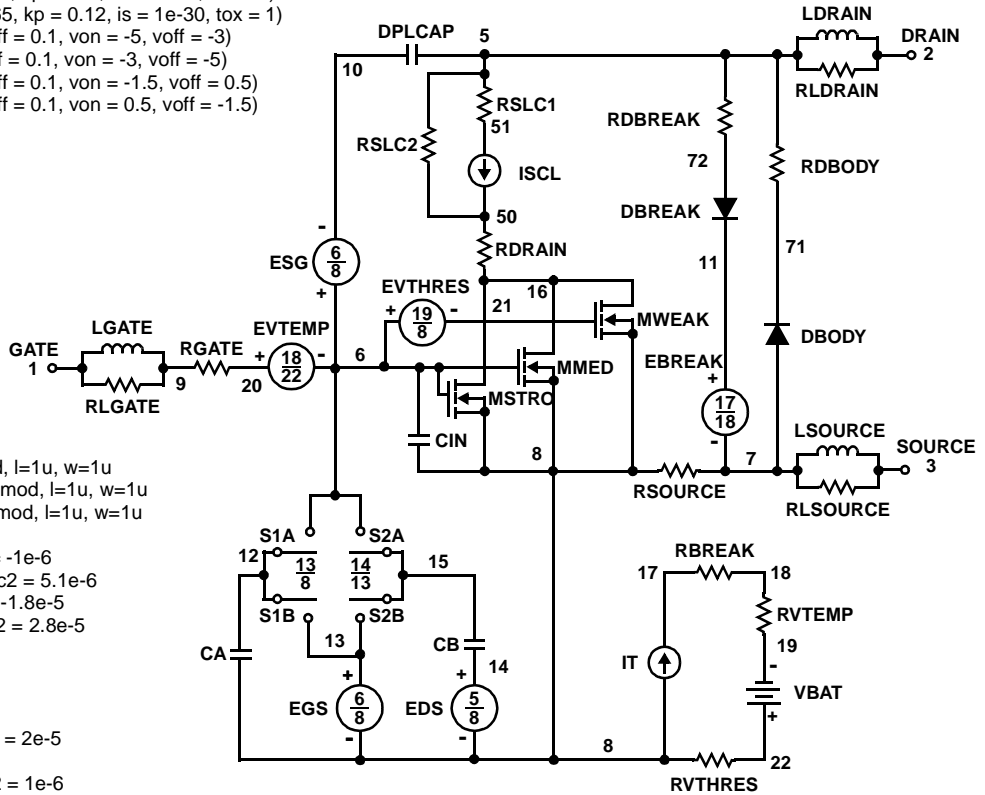 65, kp = 0.12, is = 1e-30, tox = 1)
ff = 0.1, von = -5, voff = -3)
f = 0.1, von = -3, voff = -5)
ff = 0.1, von = -1.5, voff = 0.5)
ff = 0.1, von = 0.5, voff = -1.5)
DPLCAP
5
LDRAIN
DRAIN
2
RLDRAIN
10
RSLC1
51
RSLC2
ISCL
RDBREAK
72
RDBODY
DBREAK
50
RDRAIN
71
11
-
ESG
6
8
+
EVTHRES
+
19
8
-
21
16
MWEAK
LGATE
GATE
1
RLGATE
9
RGATE
20
EVTEMP
+
18
22
-
6
MMED
MSTRO
DBODY
EBREAK
+
17
18
-
CIN
8
LSOURCE
SOURCE
3
7
RSOURCE
RLSOURCE
d, l=1u, w=1u
mod, l=1u, w=1u
mod, l=1u, w=1u
= -1e-6
c2 = 5.1e-6
-1.8e-5
2 = 2.8e-5
= 2e-5
2 = 1e-6
S1A
S2A
12
13
8
14
13
15
S1B
S2B
13
CA
CB
+
14
EGS
6
8
-
EDS
+
5
8
-
8
RBREAK
17
18
RVTEMP
19
IT
-
VBAT
+
22
RVTHRES